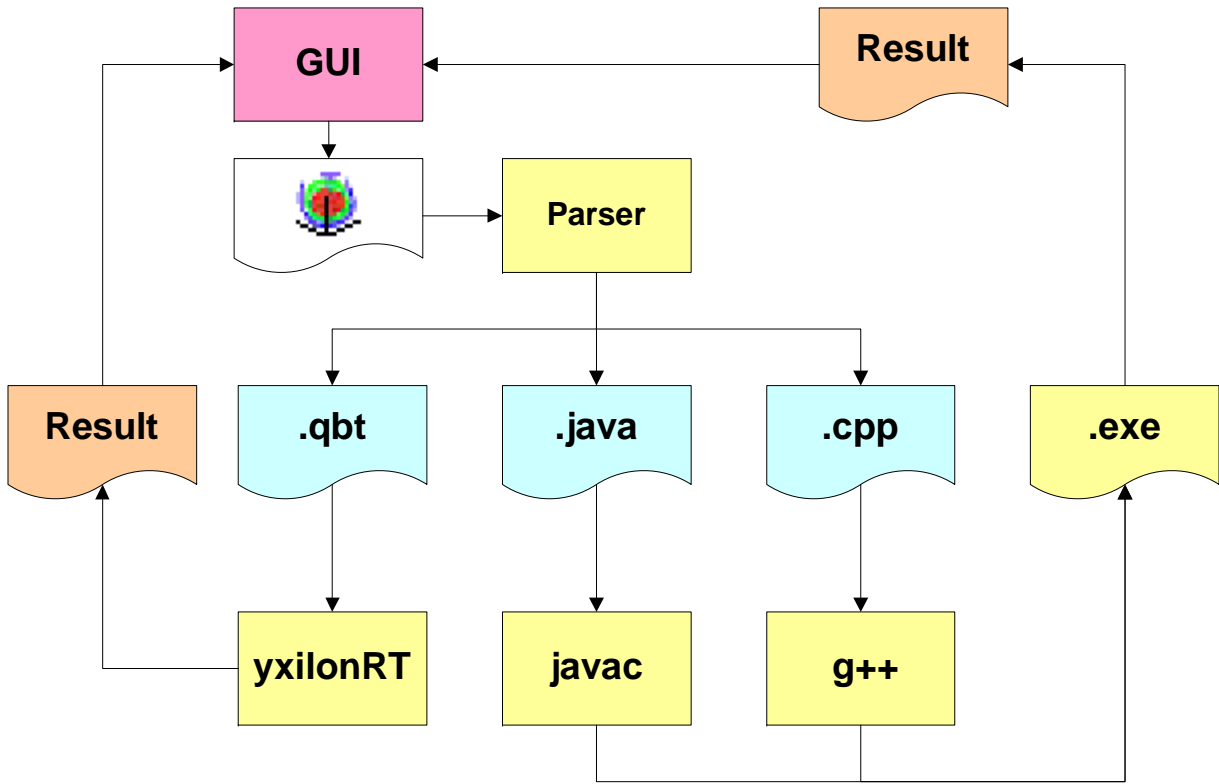 GUI
Result
Parser
Result
.qbt
.java
.cpp
.exe
yxilonRT
javac
g++